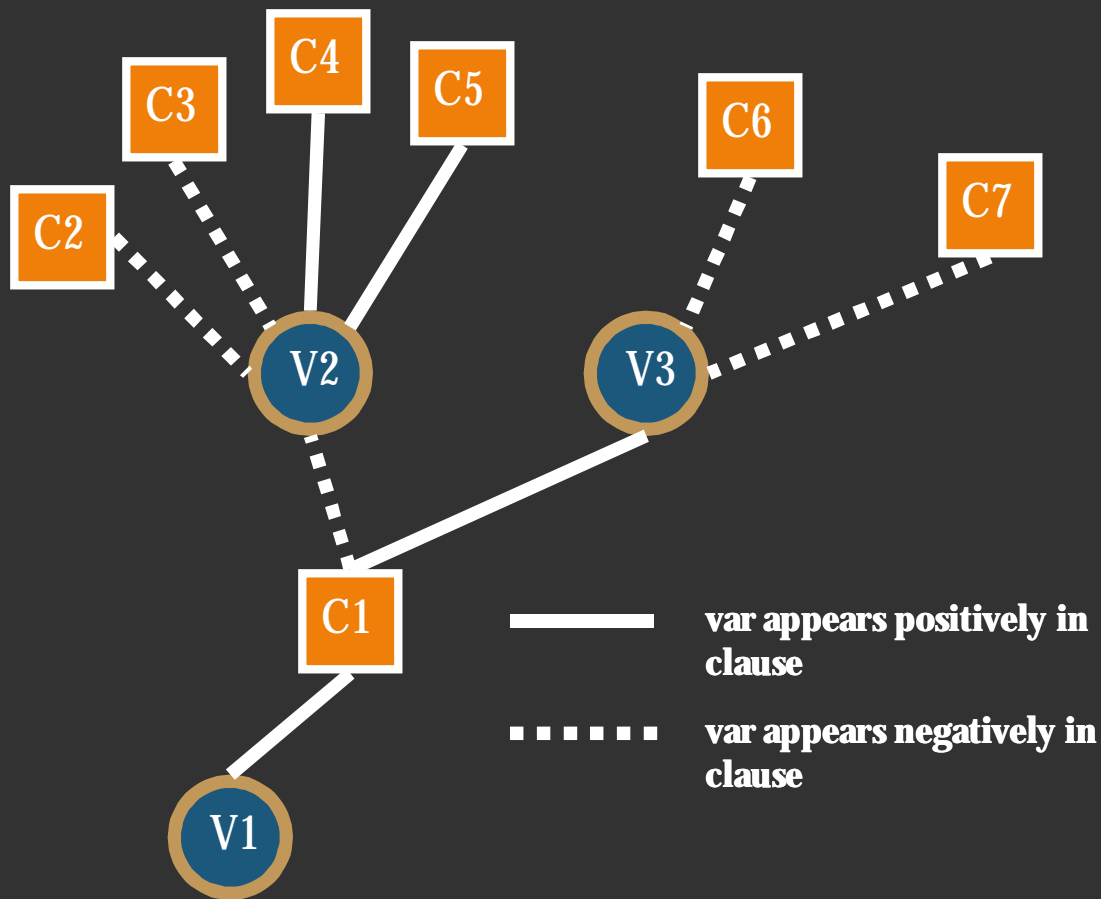 C4
C5
C3
C6
C7
C2
V2
V3
C1
var appears positively in
clause
var appears negatively in
clause
V1